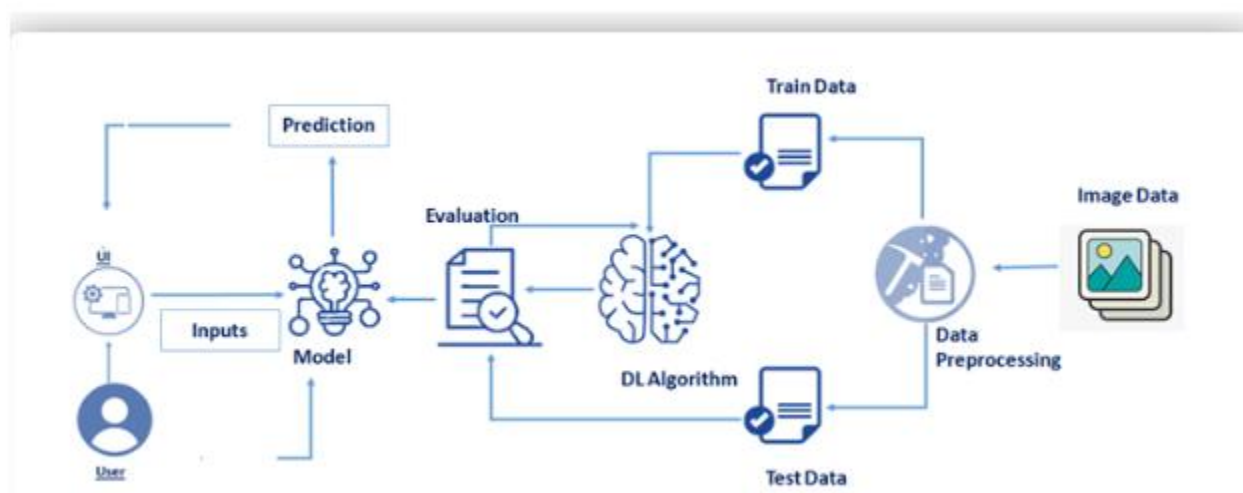 Train Data
Prediction
Image Data
Evaluation
UI
Inputs
Model
Data
Preprocessing
DL Algorithm
User
Test Data